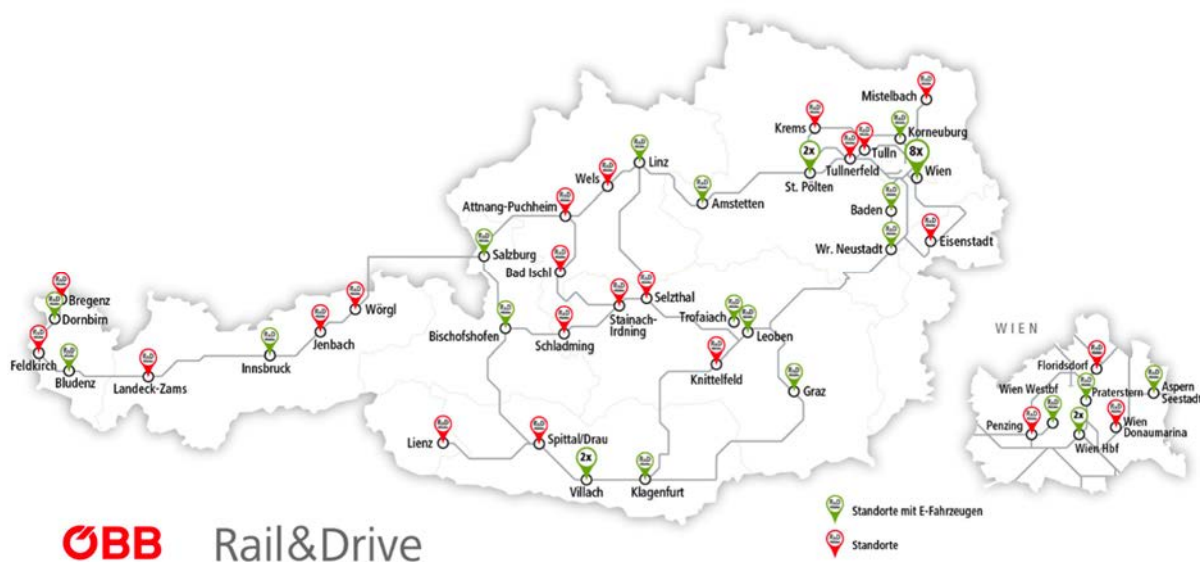 Mistelbach
Krems
Korneuburg
Tulln
2x
8x
Linz
Tullnerfeld
Wien
Wels
St. Pölten
Amstetten
Attnang-Puchheim
Baden
Eisenstadt
Wr. Neustadt
Salzburg
Bad Ischl
Selzthal
Bregenz
Dornbirn
Wörgl
Trofaiach
Stainach-
Irdning
Jenbach
Bischofshofen
Leoben
Schladming
WIEN
Feldkirch
Innsbruck
Bludenz
Landeck-Zams
Knittelfeld
Floridsdorf
Graz
Wien Westbf
Praterstern
Aspern
Seestadt
2x
Penzing
Wien
Donaumarina
Wien Hbf
Lienz
Spittal/Drau
2x
Villach
Klagenfurt
Standorte mit E-Fahrzeugen
Standorte
ÖBB Rail&Drive